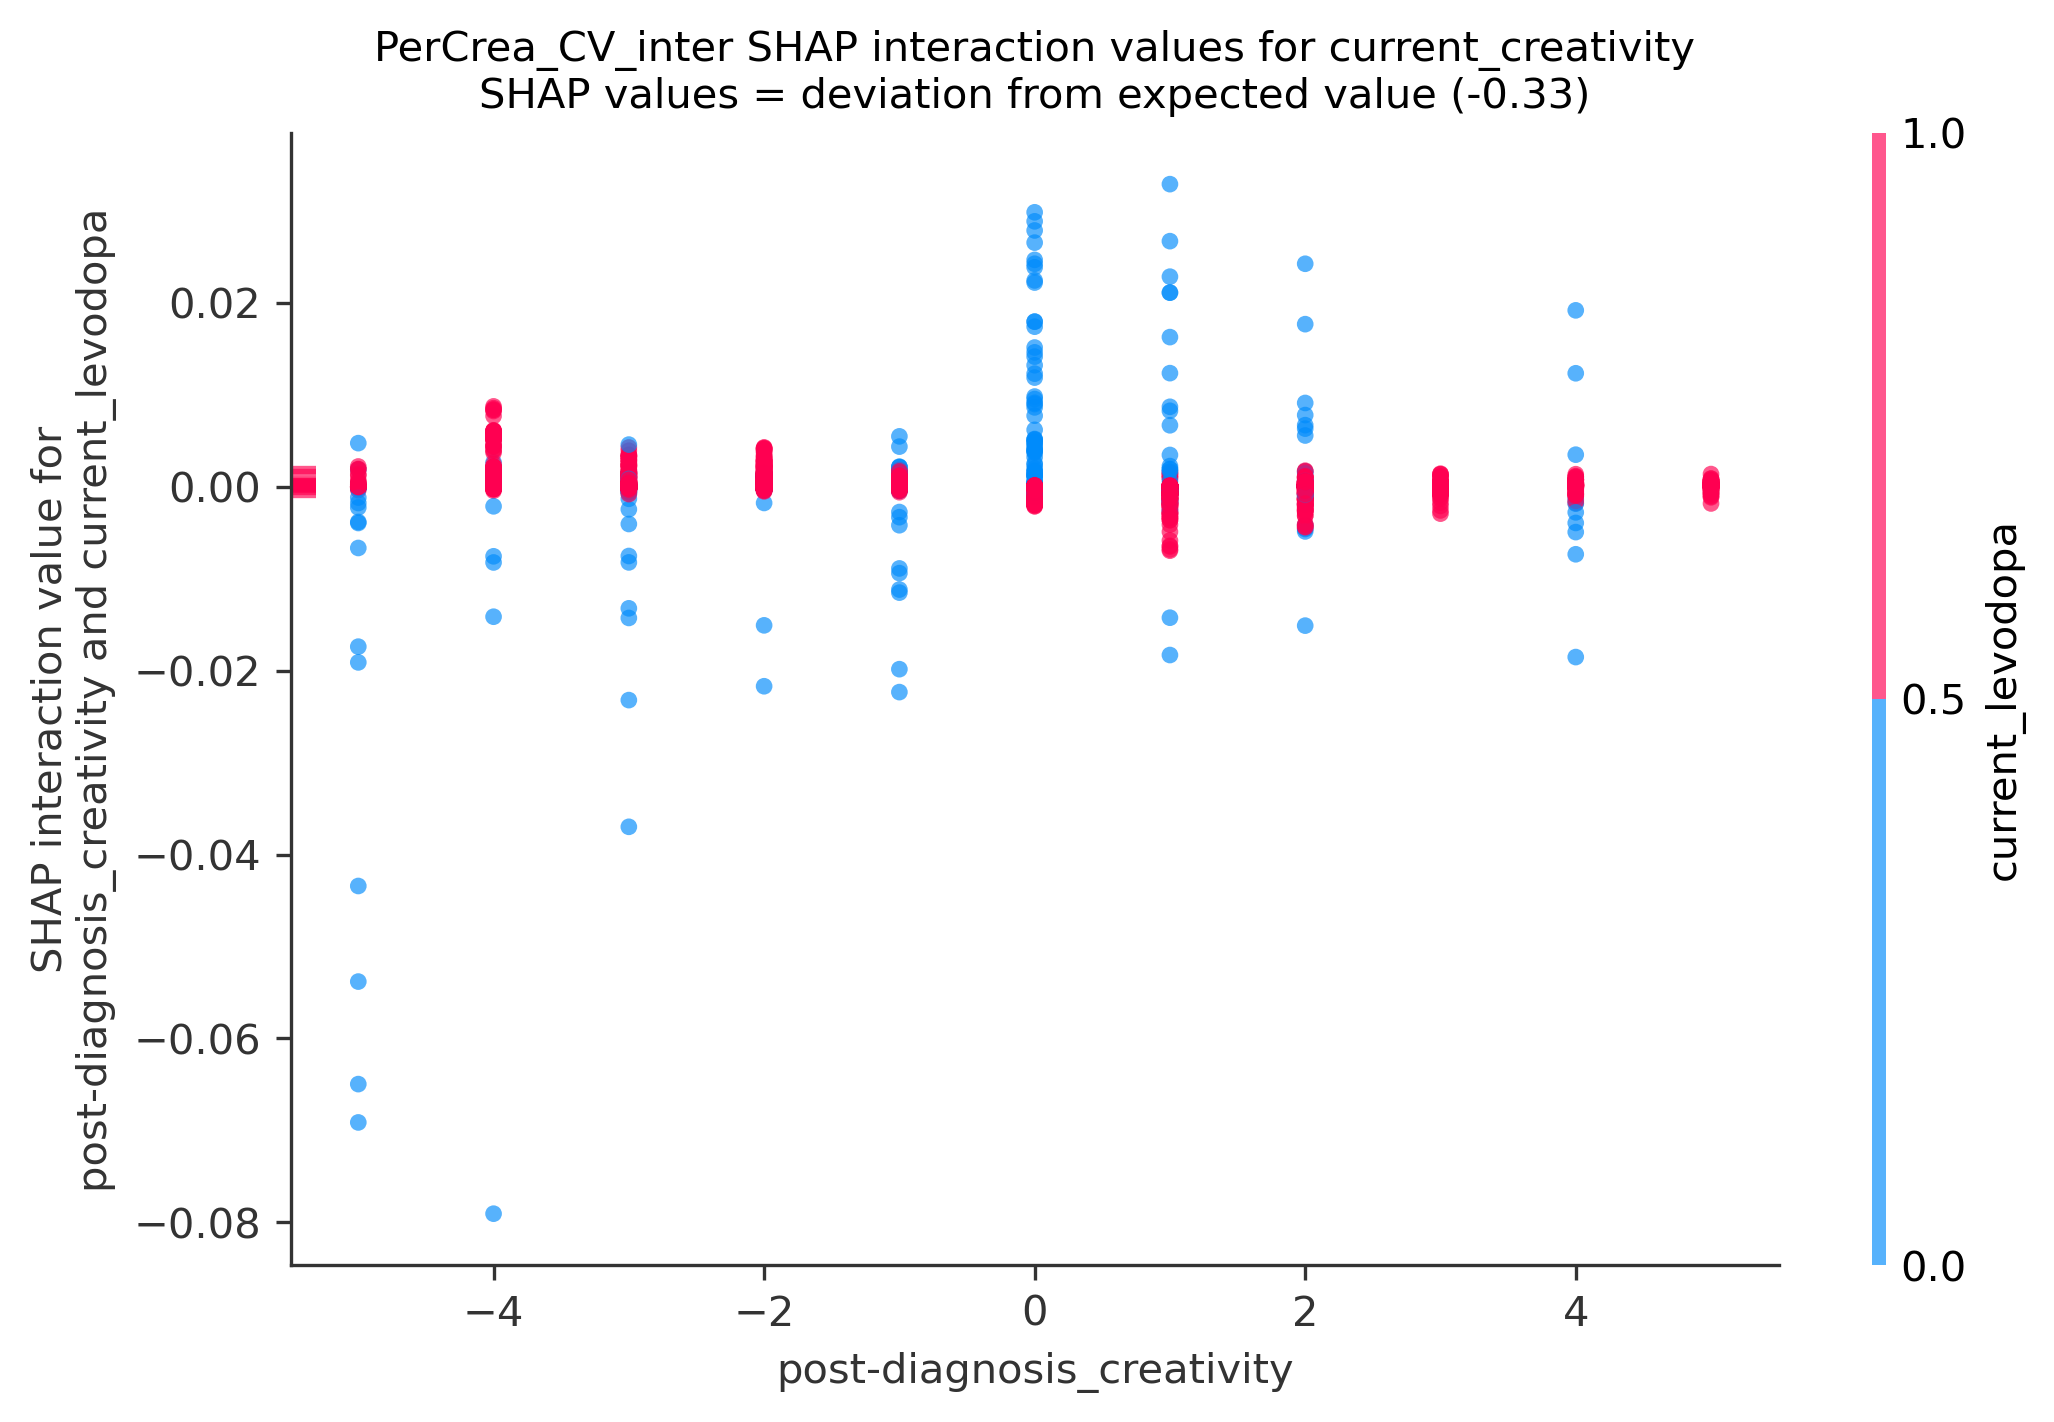 PerCrea_CV_inter SHAP interaction values for current_creativity
SHAP values = deviation from expected value (-0.33)
SHAP interaction value for
post-diagnosis_creativity and current_levodopa
0.02
0.00
−0.02
−0.04
−0.06
−0.08
−4
−2
0
2
4
post-diagnosis_creativity
1.0
0.5
0.0
current_levodopa